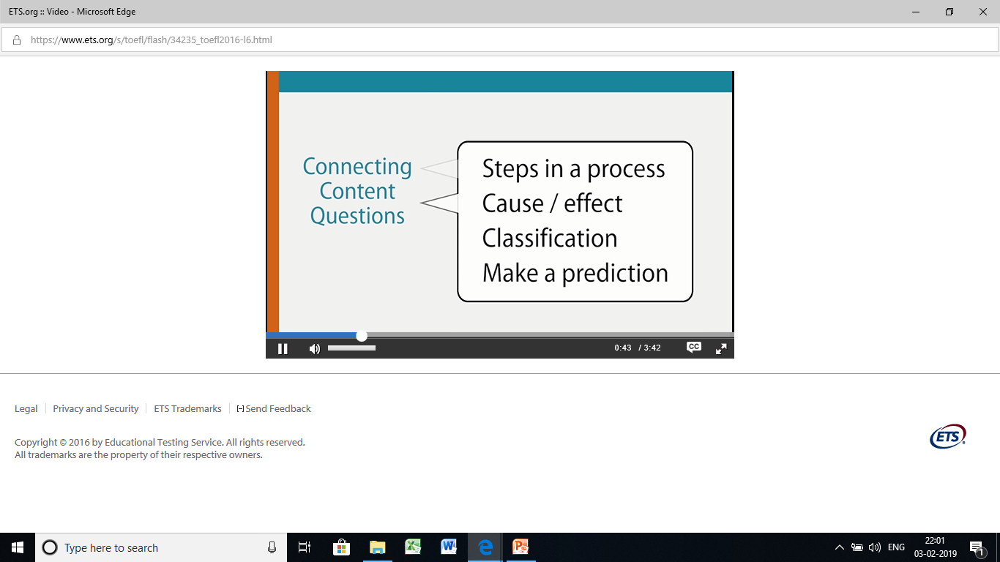 ETS.org :: Video - Microsoft Edge
https://www.ets.org/s/toefl/flash/34235_toefl2016-l6.html
Connecting
Content
Questions
Steps in a process
Cause / effect
Classification
Make a prediction
0:43 / 3:42
CC
Legal
Privacy and Security
ETS Trademarks
[-] Send Feedback
Copyright © 2016 by Educational Testing Service. All rights reserved.
All trademarks are the property of their respective owners.
ETS®
Type here to search
ENG
22:01
03-02-2019
1